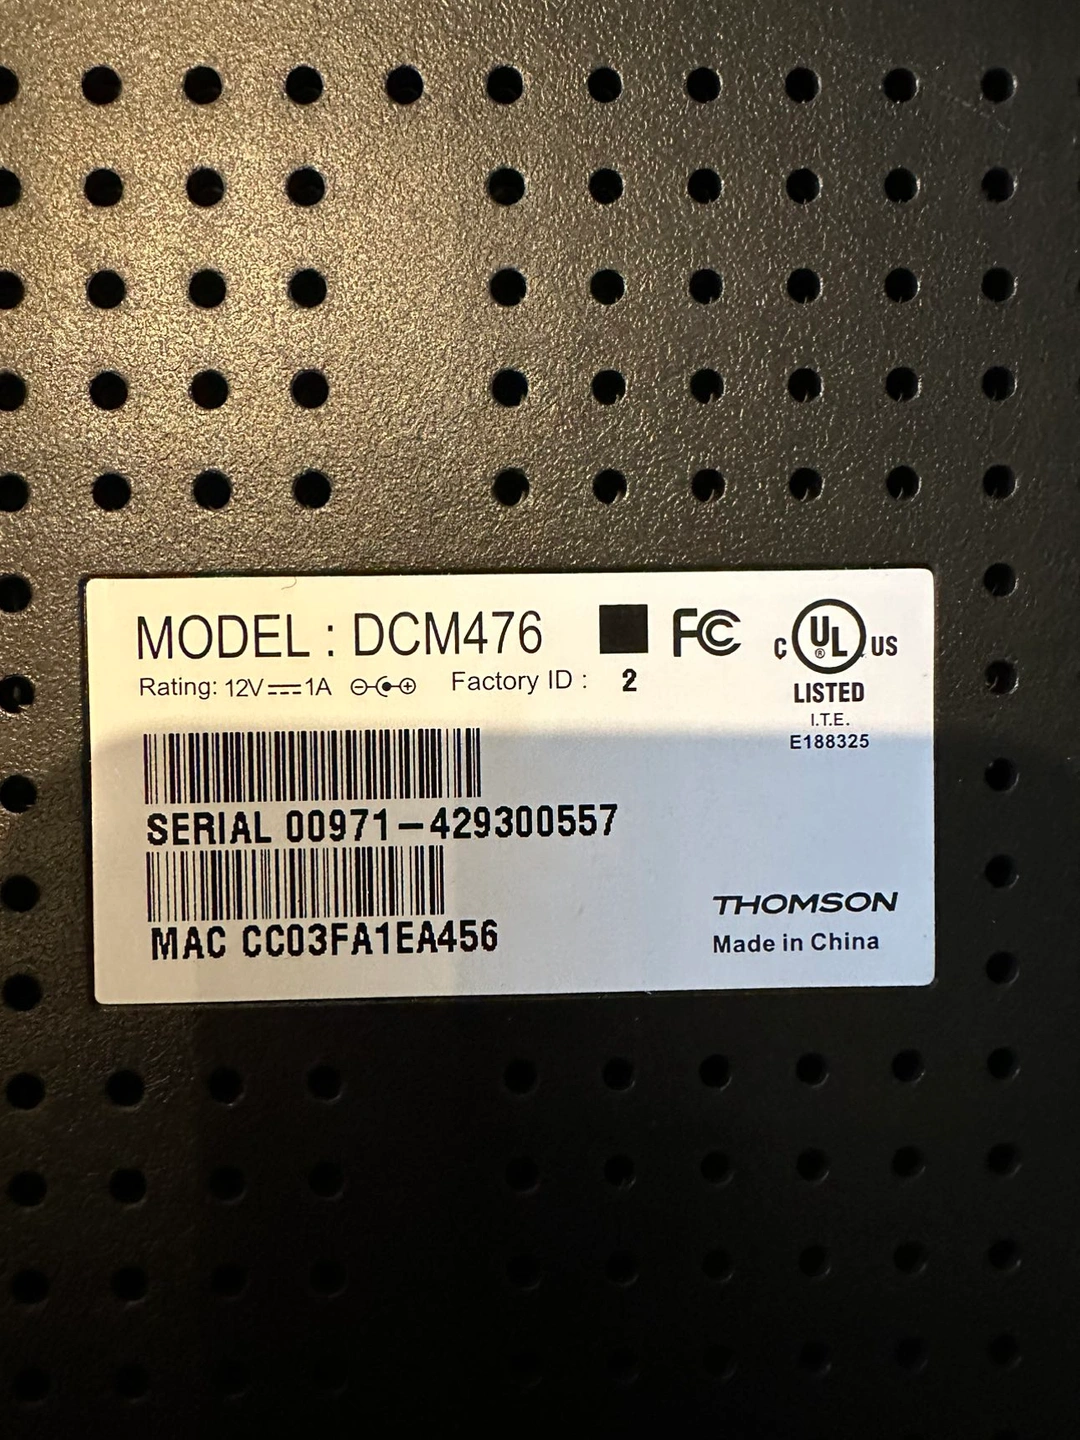 MODEL : DCM476
FC
C UL® US
LISTED
I.T.E.
E188325
Rating: 12V⎓1A Factory ID : 2
SERIAL 00971-429300557
MAC CC03FA1EA456
THOMSON
Made in China